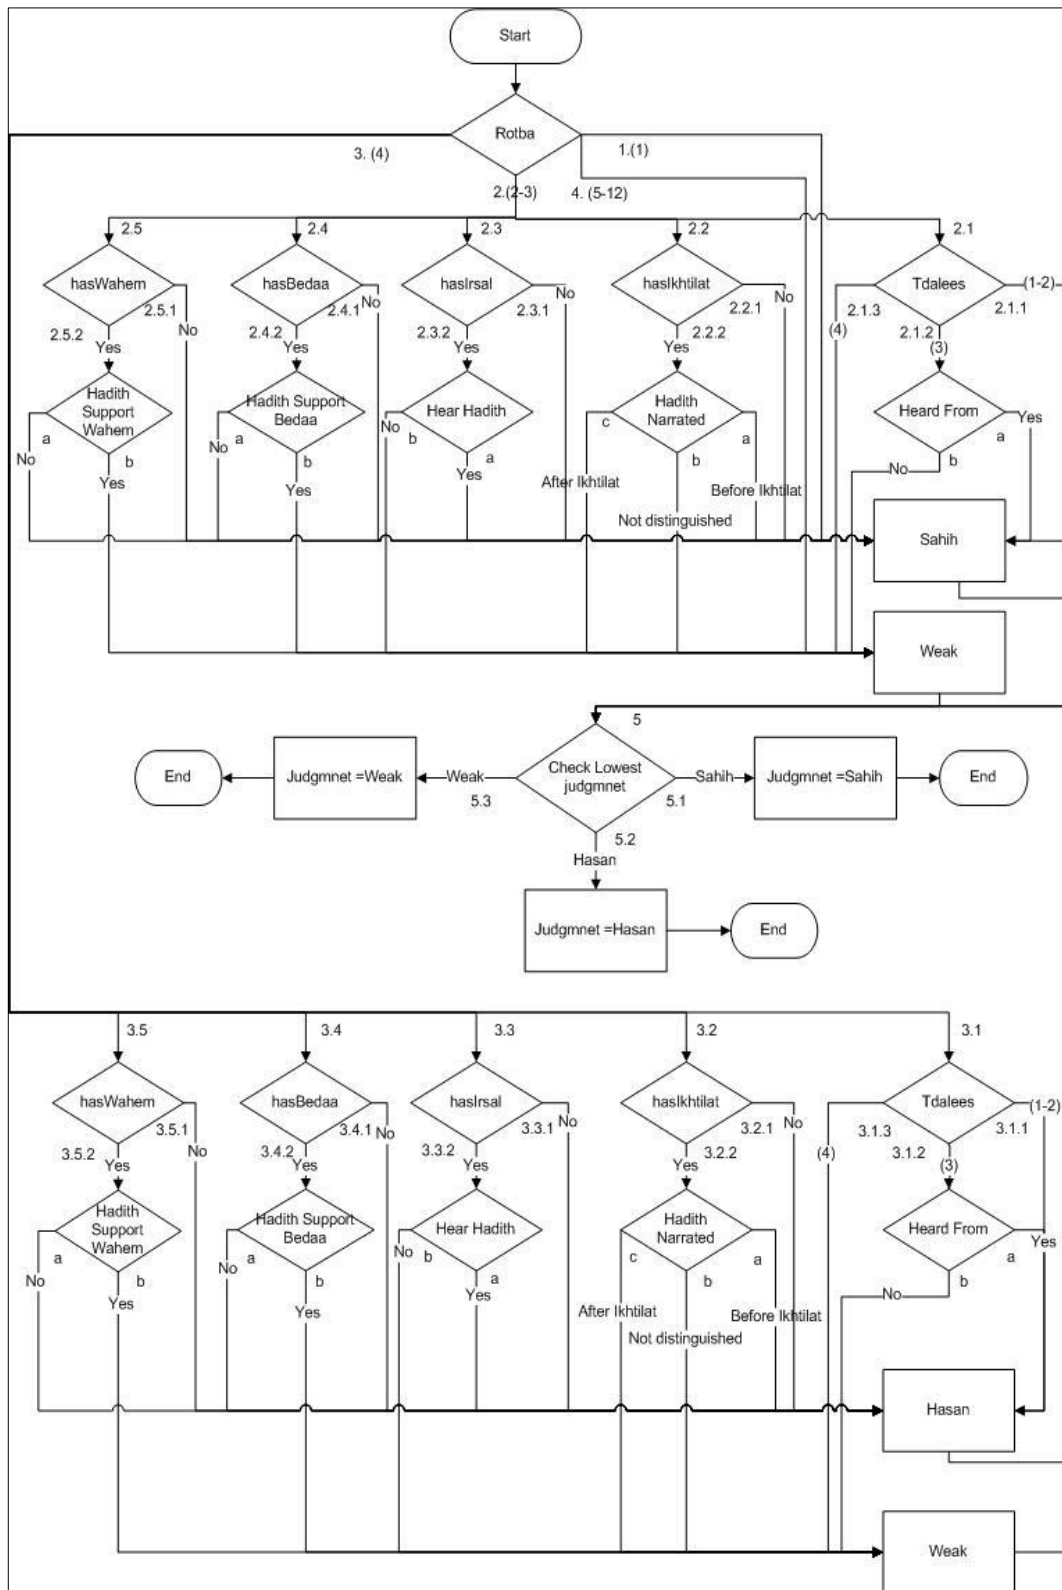 Start
Rotba
3. (4)
1.(1)
2.(2-3)
4. (5-12)
2.5
2.4
2.3
2.2
2.1
hasWahem
hasBedaa
hasIrsal
hasIkhtilat
Tdalees
(1-2)
2.5.1
No
2.4.1
No
2.3.1
No
2.2.1
No
2.1.3
2.1.1
(4)
2.5.2
Yes
2.4.2
Yes
2.3.2
Yes
2.2.2
Yes
2.1.2
(3)
Hadith
Support
Wahem
Hadith Support
Bedaa
Hear Hadith
Hadith
Narrated
Heard From
a
No
b
Yes
a
No
b
Yes
No
b
a
Yes
c
a
b
After Ikhtilat
Before Ikhtilat
Not distinguished
Yes
a
No
b
Sahih
Weak
5
Check Lowest
judgmnet
End
Judgmnet =Weak
Weak
5.3
Sahih
5.1
Judgmnet =Sahih
End
5.2
Hasan
Judgmnet =Hasan
End
3.5
3.4
3.3
3.2
3.1
hasWahem
hasBedaa
hasIrsal
hasIkhtilat
Tdalees
(1-2)
3.5.1
No
3.4.1
No
3.3.1
No
3.2.1
No
3.1.3
3.1.1
(4)
3.5.2
Yes
3.4.2
Yes
3.3.2
Yes
3.2.2
Yes
3.1.2
(3)
Hadith
Support
Wahem
Hadith Support
Bedaa
Hear Hadith
Hadith
Narrated
Heard From
a
No
b
Yes
a
No
b
Yes
No
b
a
Yes
c
a
b
After Ikhtilat
Before Ikhtilat
Not distinguished
a
Yes
No
b
Hasan
Weak